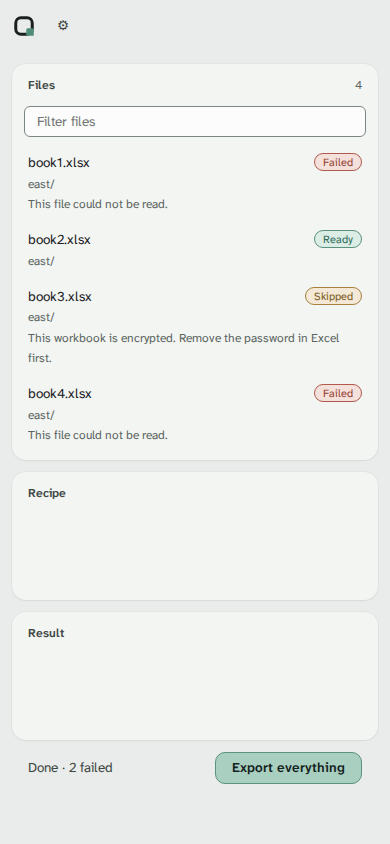 Files 4
Filter files
book1.xlsx Failed
east/
This file could not be read.
book2.xlsx Ready
east/
book3.xlsx Skipped
east/
This workbook is encrypted. Remove the password in Excel
first.
book4.xlsx Failed
east/
This file could not be read.
Recipe
Result
Done · 2 failed Export everything